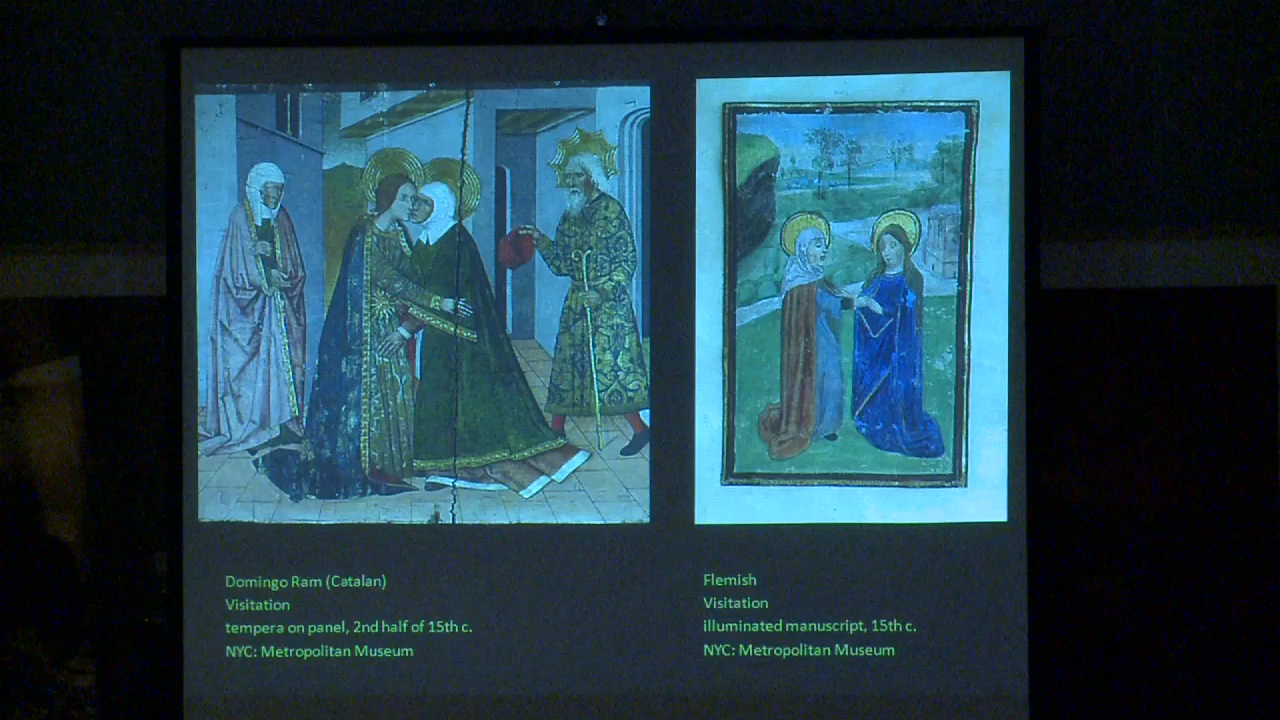 Domingo Ram (Catalan)
Visitation
tempera on panel, 2nd half of 15th c.
NYC: Metropolitan Museum
Flemish
Visitation
illuminated manuscript, 15th c.
NYC: Metropolitan Museum